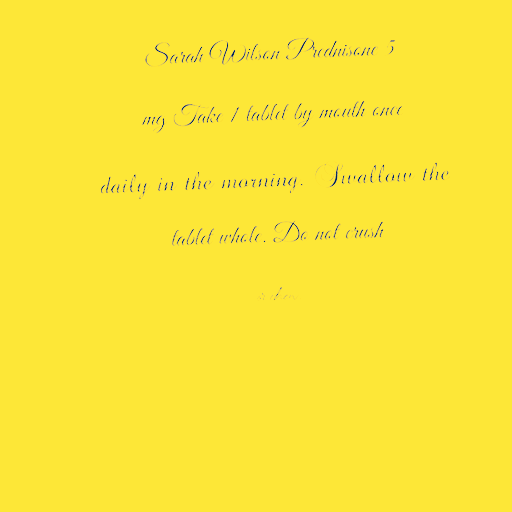 Sarah Wilson Prednisone 5
mg Take 1 tablet by mouth once
daily in the morning. Swallow the
tablet whole. Do not crush